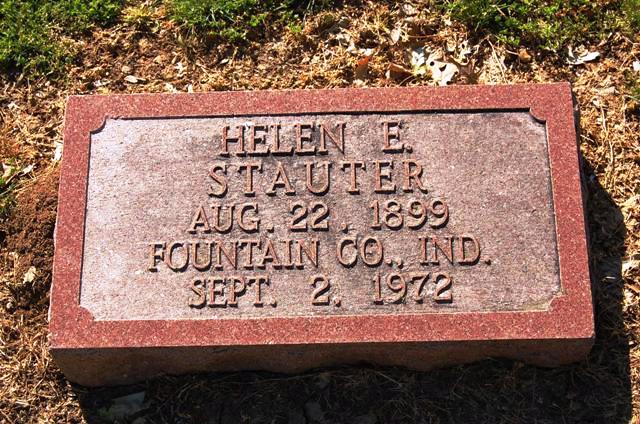 HELEN E.
STAUTER
AUG. 22, 1899
FOUNTAIN CO., IND.
SEPT. 2, 1972